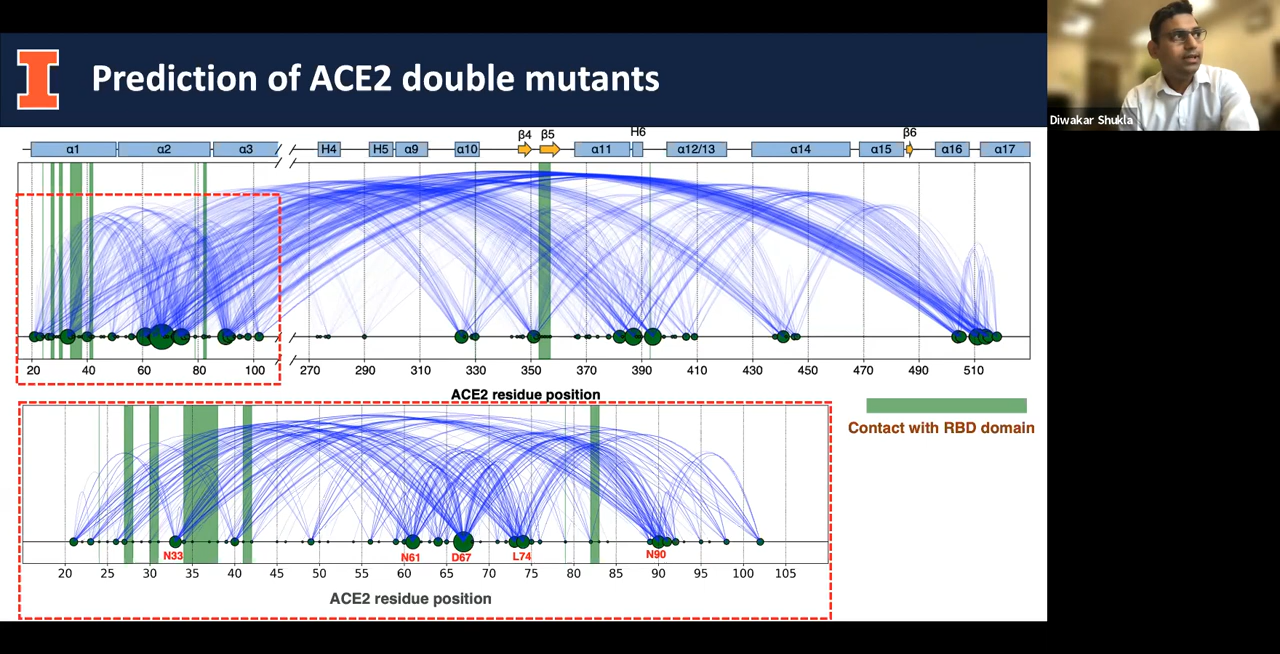 I
Prediction of ACE2 double mutants
Diwakar Shukla
α1 α2 α3 H4 H5 α9 α10 β4 β5 α11 H6 α12/13 α14 α15 β6 α16 α17
20 40 60 80 100 270 290 310 330 350 370 390 410 430 450 470 490 510
ACE2 residue position
Contact with RBD domain
N33 N61 D67 L74 N90
20 25 30 35 40 45 50 55 60 65 70 75 80 85 90 95 100 105
ACE2 residue position